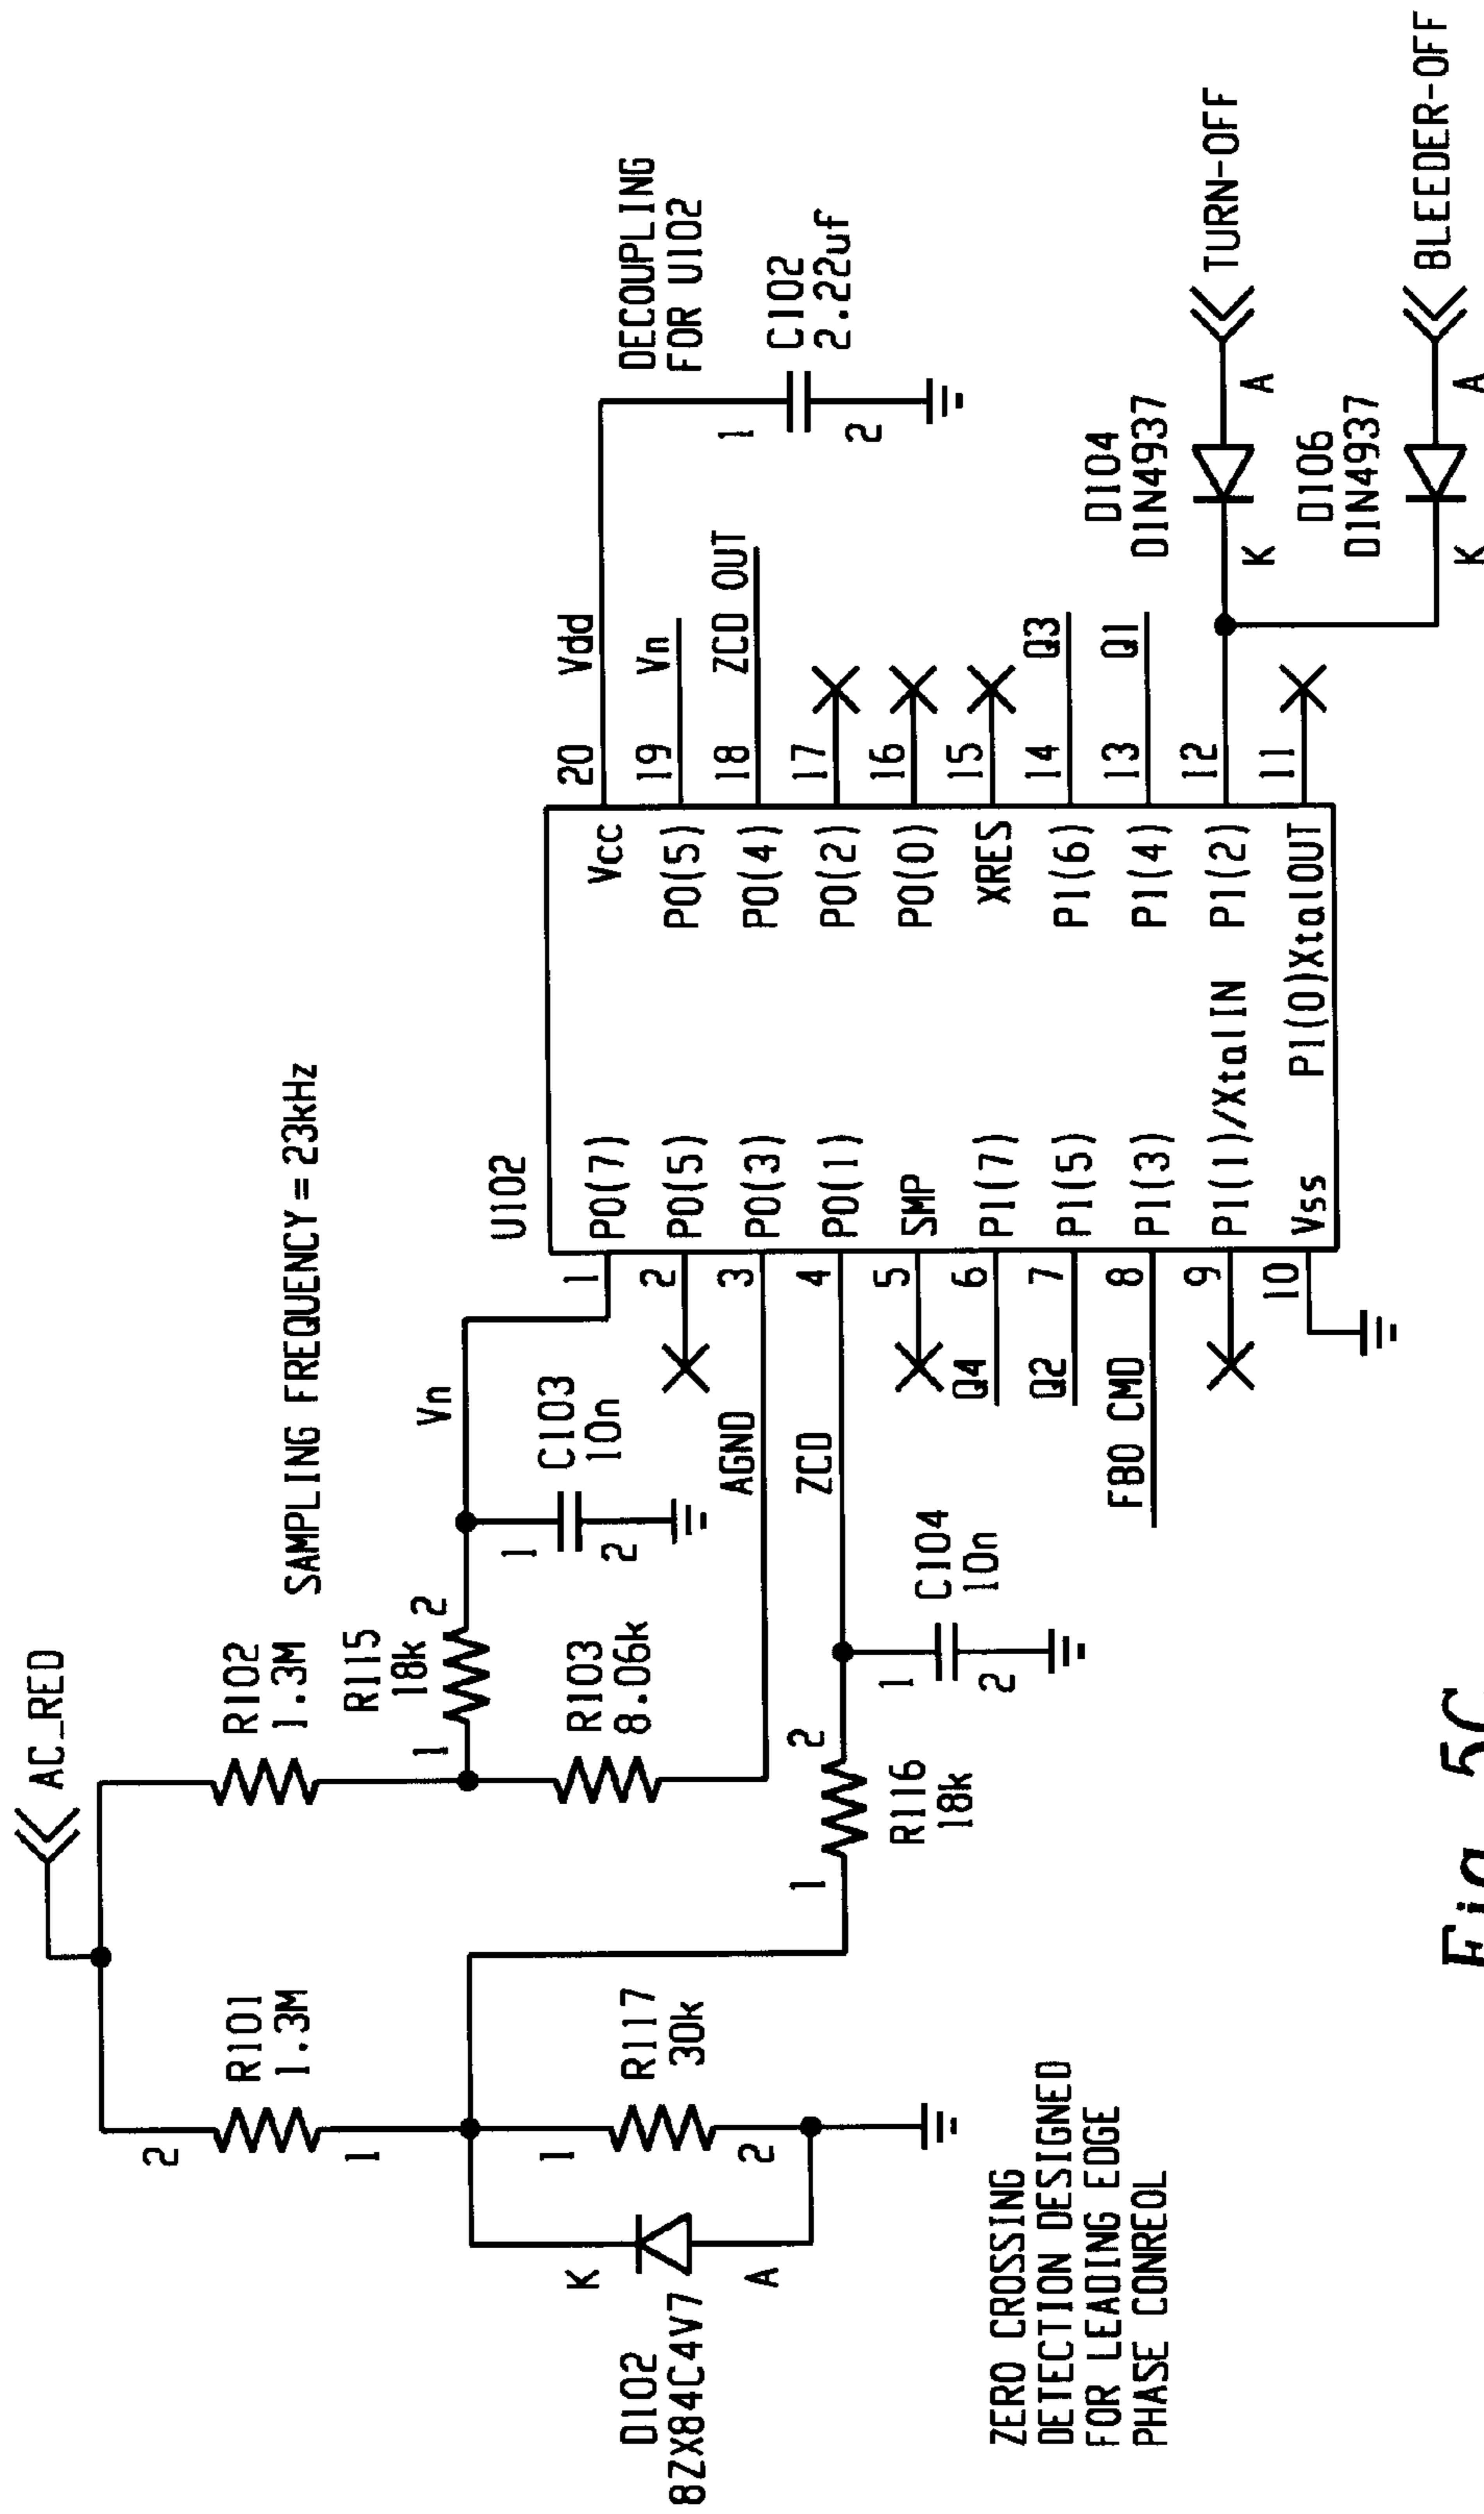 AC_RED
R101
1.3M
2
1
R102
1.3M
SAMPLING FREQUENCY=23kHz
R115
18k
1
2
Vn
R103
8.06k
C103
10n
1
2
D102
8ZX84C4V7
K
A
R117
30k
1
2
AGND
ZCD
R116
18k
1
2
C104
10n
1
2
ZERO CROSSING
DETECTION DESIGNED
FOR LEADING EDGE
PHASE CONREOL
U102
1
P0(7)
2
P0(5)
3
P0(3)
4
P0(1)
5
SMP
Q4
6
P1(7)
Q2
7
P1(5)
FBO CMD
8
P1(3)
9
P1(1)/XtalIN
10
Vss
Vcc
20
Vdd
P0(5)
19
Vn
P0(4)
18
ZCD OUT
P0(2)
17
P0(0)
16
XRES
15
P1(6)
14
Q3
P1(4)
13
Q1
P1(2)
12
P1(0)XtalOUT
11
DECOUPLING
FOR U102
C102
2.22uf
1
2
D104
D1N4937
K
A
TURN-OFF
D106
D1N4937
K
A
BLEEDER-OFF